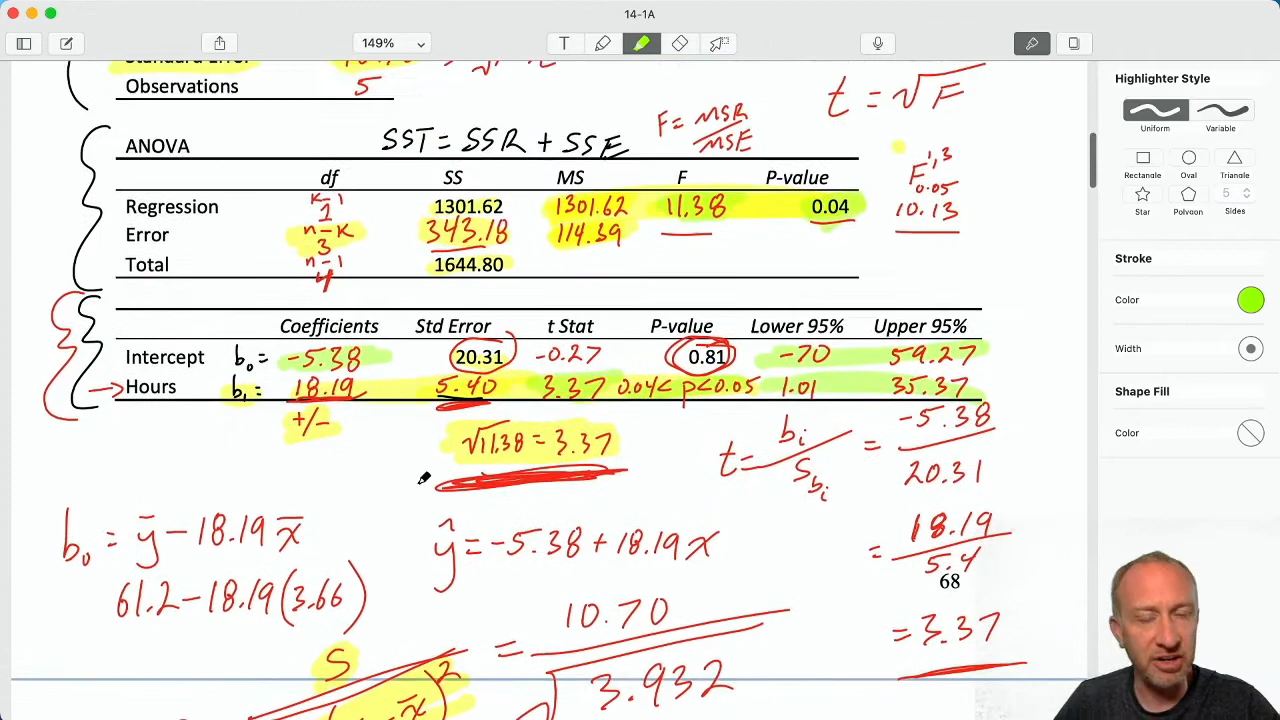 14-1A
149%
T
Highlighter Style
Uniform Variable
Rectangle Oval Triangle
Star Polygon 5 Sides
Stroke
Color
Width
Shape Fill
Color
Observations 5
t = √F
ANOVA SST = SSR + SSE F = MSR/MSE
df SS MS F P-value
k-1
Regression 1 1301.62 1301.62 11.38 0.04
n-k
Error 3 343.18 114.39
n-1
Total 4 1644.80
F 1,3
0.05
10.13
Coefficients Std Error t Stat P-value Lower 95% Upper 95%
Intercept b₀ = -5.38 20.31 -0.27 0.81 -70 59.27
Hours b₁ = 18.19 5.40 3.37 0.04< p<0.05 1.01 35.37
+/-
√11.38 = 3.37
t = bi/Sbi = -5.38/20.31
= 18.19/5.4
68
= 3.37
b₀ = ȳ - 18.19 x̄
61.2 - 18.19 (3.66)
ŷ = -5.38 + 18.19 x
S = 10.70
3.932